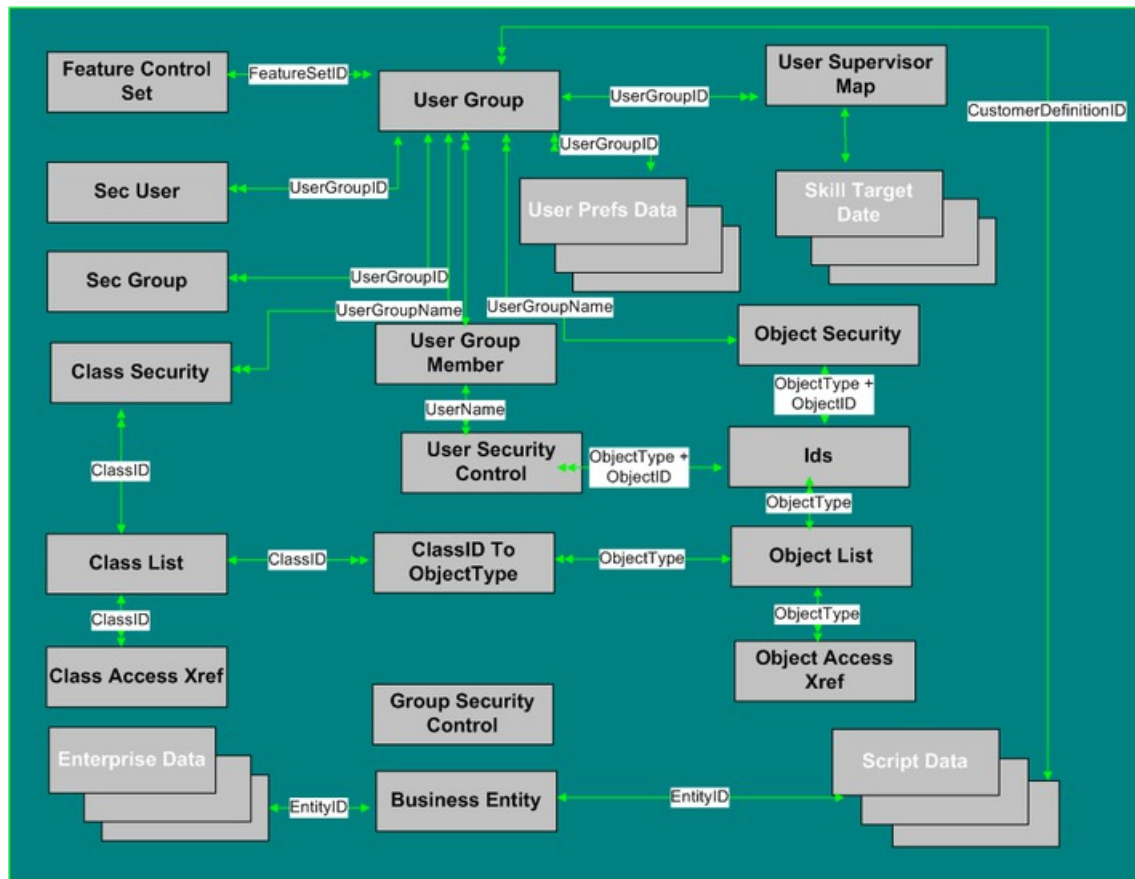 Feature Control
Set
FeatureSetID
User Group
UserGroupID
User Supervisor
Map
CustomerDefinitionID
UserGroupID
Sec User
UserGroupID
User Prefs Data
Skill Target
Date
Sec Group
UserGroupID
UserGroupName
UserGroupName
User Group
Member
Object Security
Class Security
ObjectType +
ObjectID
UserName
User Security
Control
ObjectType +
ObjectID
Ids
ClassID
ObjectType
Class List
ClassID
ClassID To
ObjectType
ObjectType
Object List
ClassID
ObjectType
Class Access Xref
Object Access
Xref
Group Security
Control
Enterprise Data
Script Data
EntityID
Business Entity
EntityID